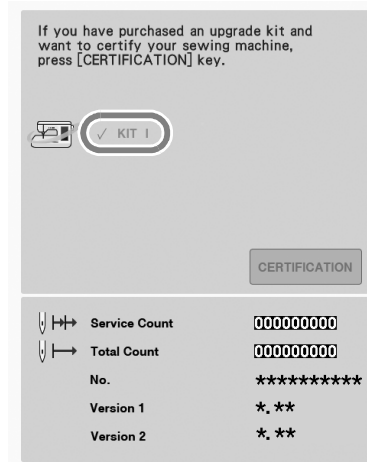 If you have purchased an upgrade kit and
want to certify your sewing machine,
press [CERTIFICATION] key.
✓ KIT I
CERTIFICATION
Service Count 000000000
Total Count 000000000
No. **********
Version 1 *.**
Version 2 *.**